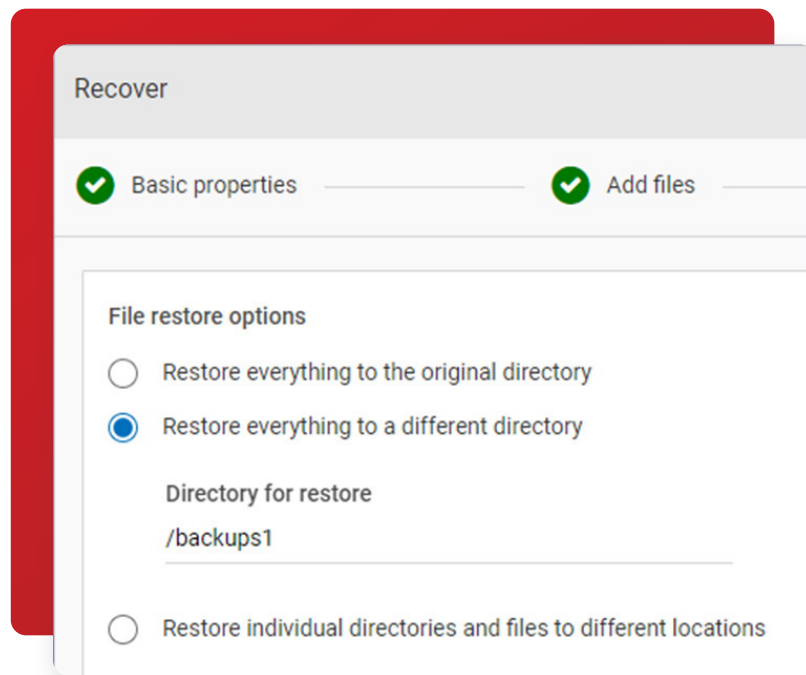 Recover
Basic properties
Add files
File restore options
Restore everything to the original directory
Restore everything to a different directory
Directory for restore
/backups1
Restore individual directories and files to different locations